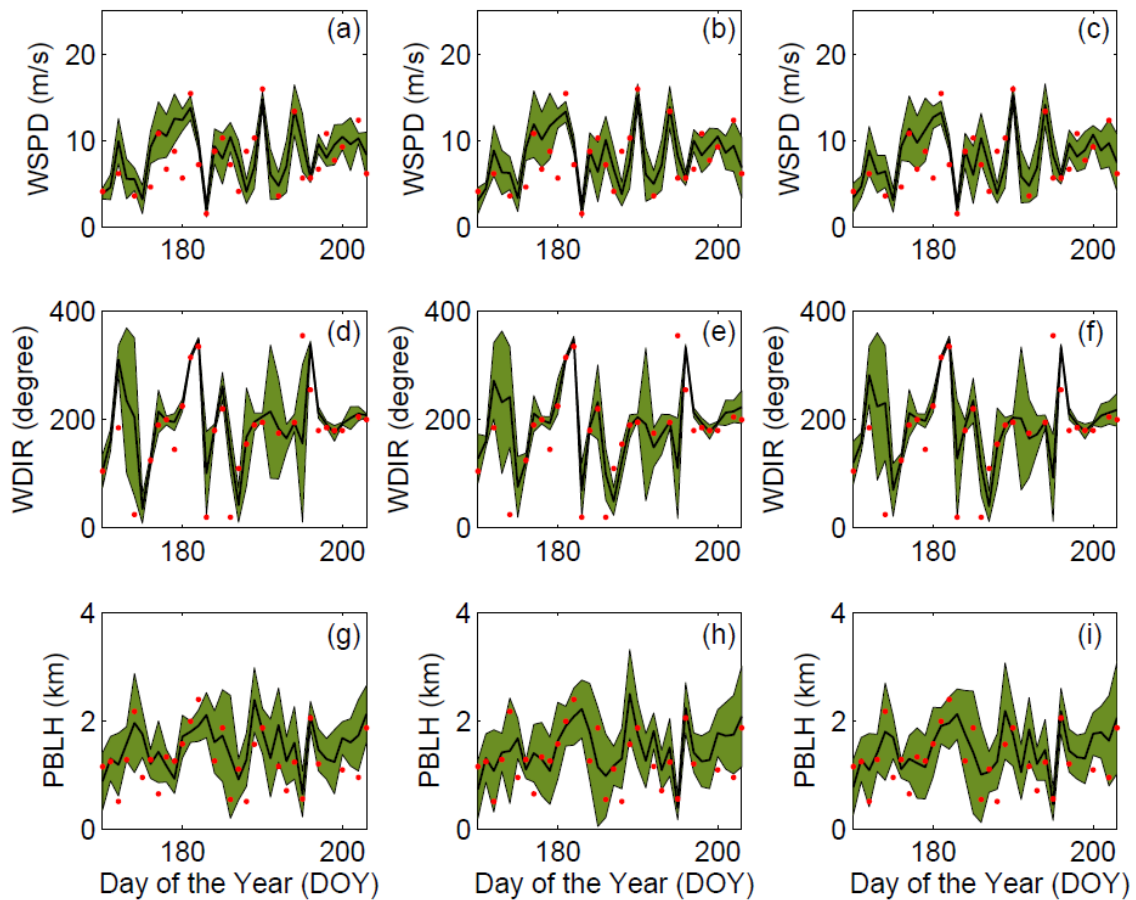 (a) (b) (c)
WSPD (m/s) WSPD (m/s) WSPD (m/s)
20 20 20
10 10 10
0 0 0
180 200 180 200 180 200
(d) (e) (f)
WDIR (degree) WDIR (degree) WDIR (degree)
400 400 400
200 200 200
0 0 0
180 200 180 200 180 200
(g) (h) (i)
PBLH (km) PBLH (km) PBLH (km)
4 4 4
2 2 2
0 0 0
180 200 180 200 180 200
Day of the Year (DOY) Day of the Year (DOY) Day of the Year (DOY)